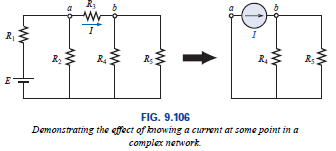 a R3 b
I
R1
R2
R4
R5
E
a b
I
R4
R5
FIG. 9.106
Demonstrating the effect of knowing a current at some point in a
complex network.